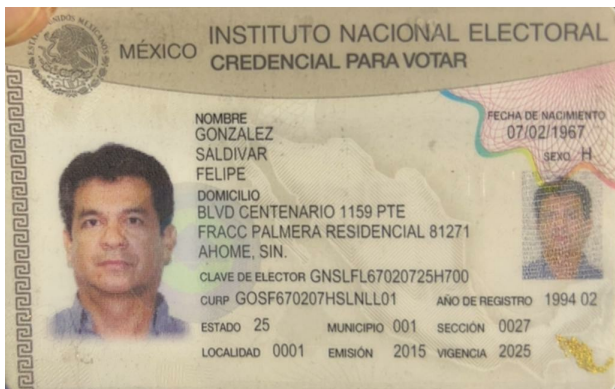 MÉXICO INSTITUTO NACIONAL ELECTORAL
CREDENCIAL PARA VOTAR
NOMBRE
GONZALEZ
SALDIVAR
FELIPE
FECHA DE NACIMIENTO
07/02/1967
SEXO H
DOMICILIO
BLVD CENTENARIO 1159 PTE
FRACC PALMERA RESIDENCIAL 81271
AHOME, SIN.
CLAVE DE ELECTOR GNSLFL67020725H700
CURP GOSF670207HSLNLL01 AÑO DE REGISTRO 1994 02
ESTADO 25 MUNICIPIO 001 SECCIÓN 0027
LOCALIDAD 0001 EMISIÓN 2015 VIGENCIA 2025